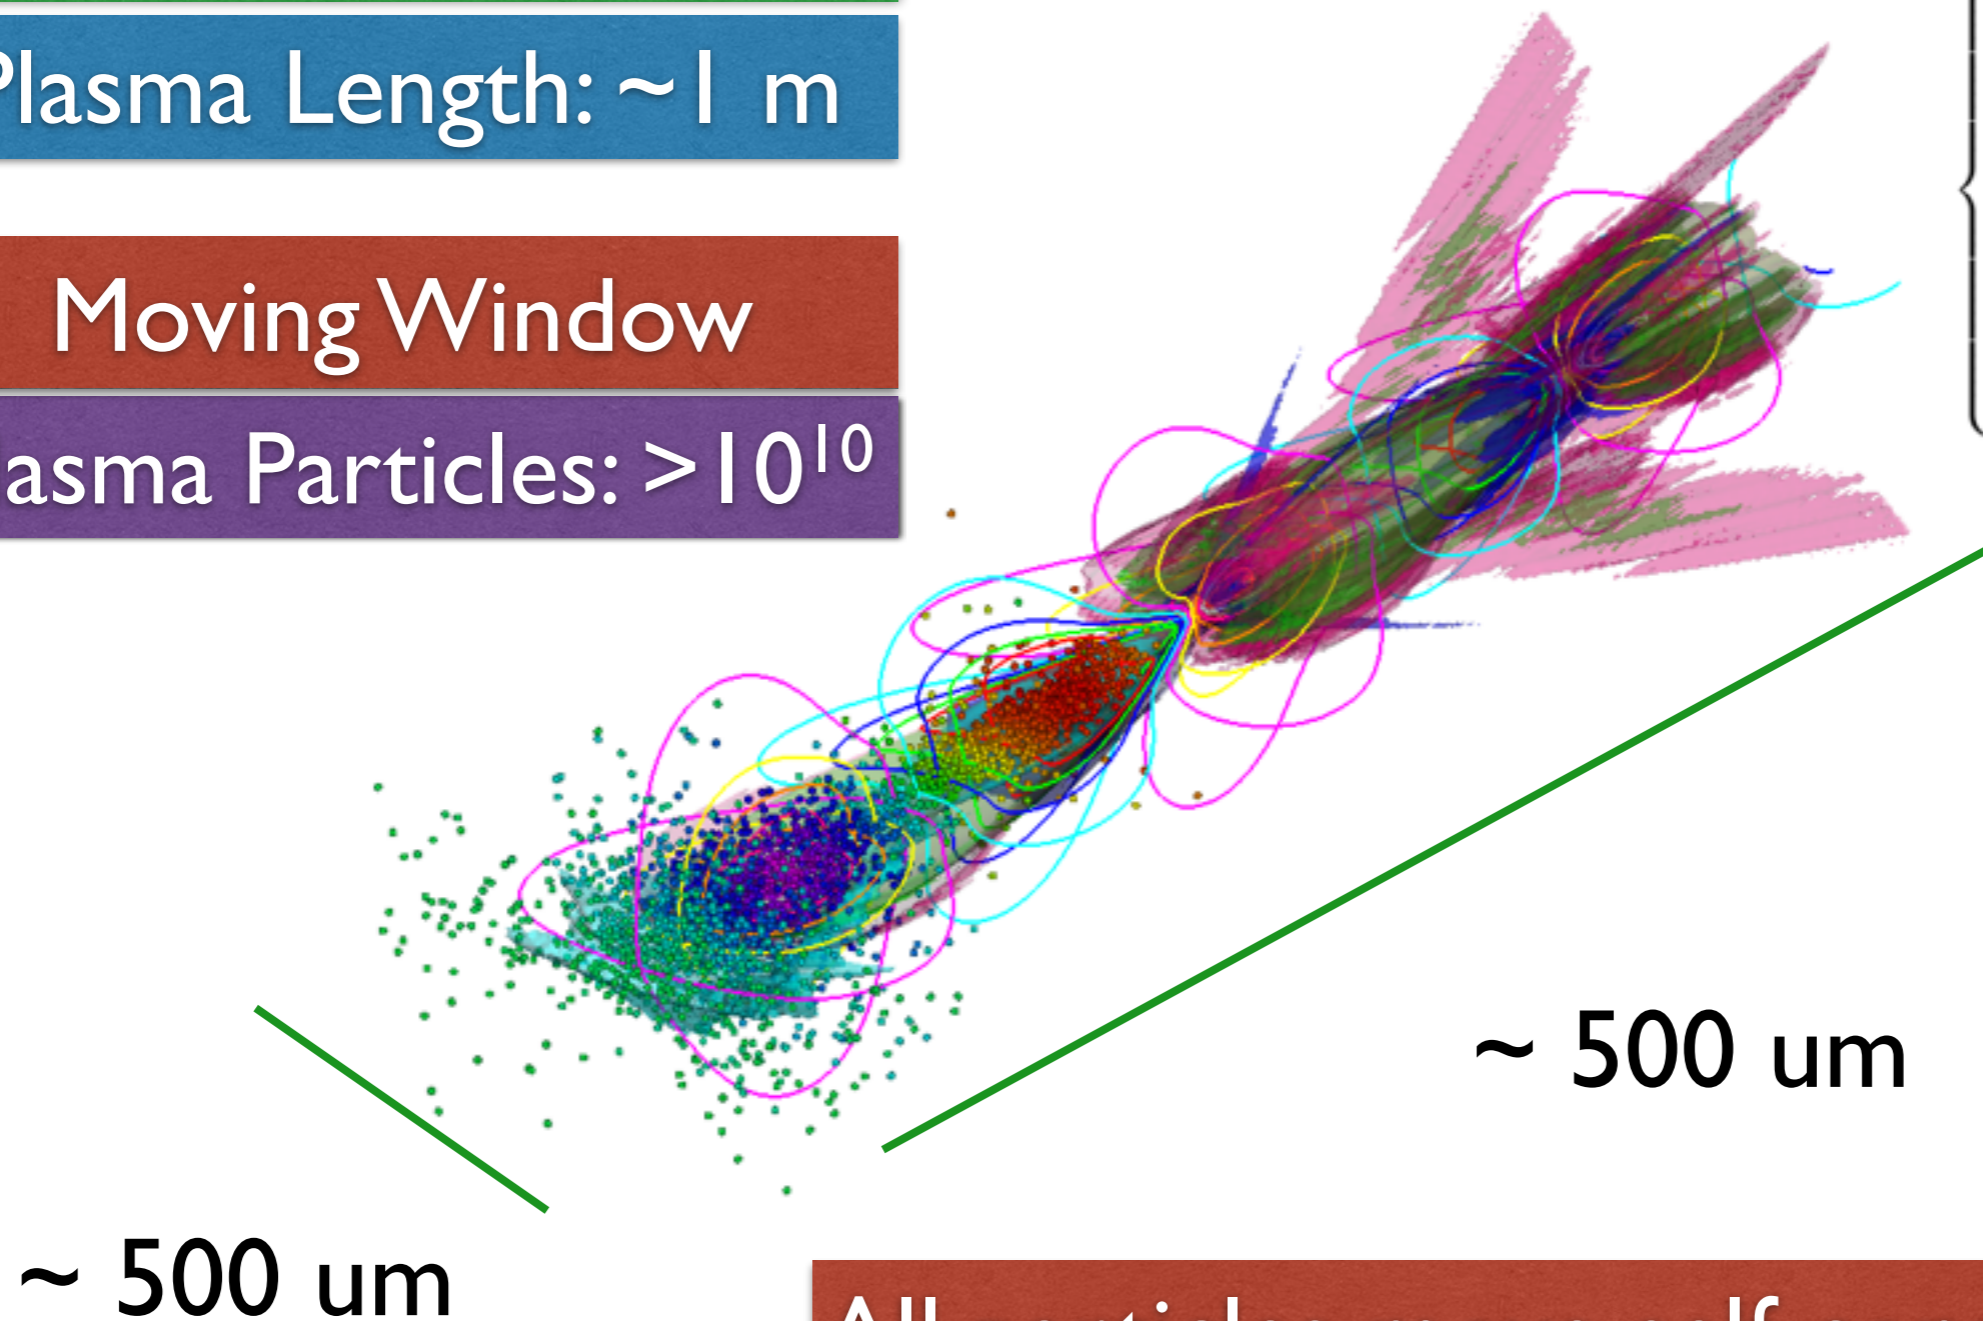 Plasma Length: ~1 m
Moving Window
asma Particles: >10¹⁰
~ 500 um
~ 500 um